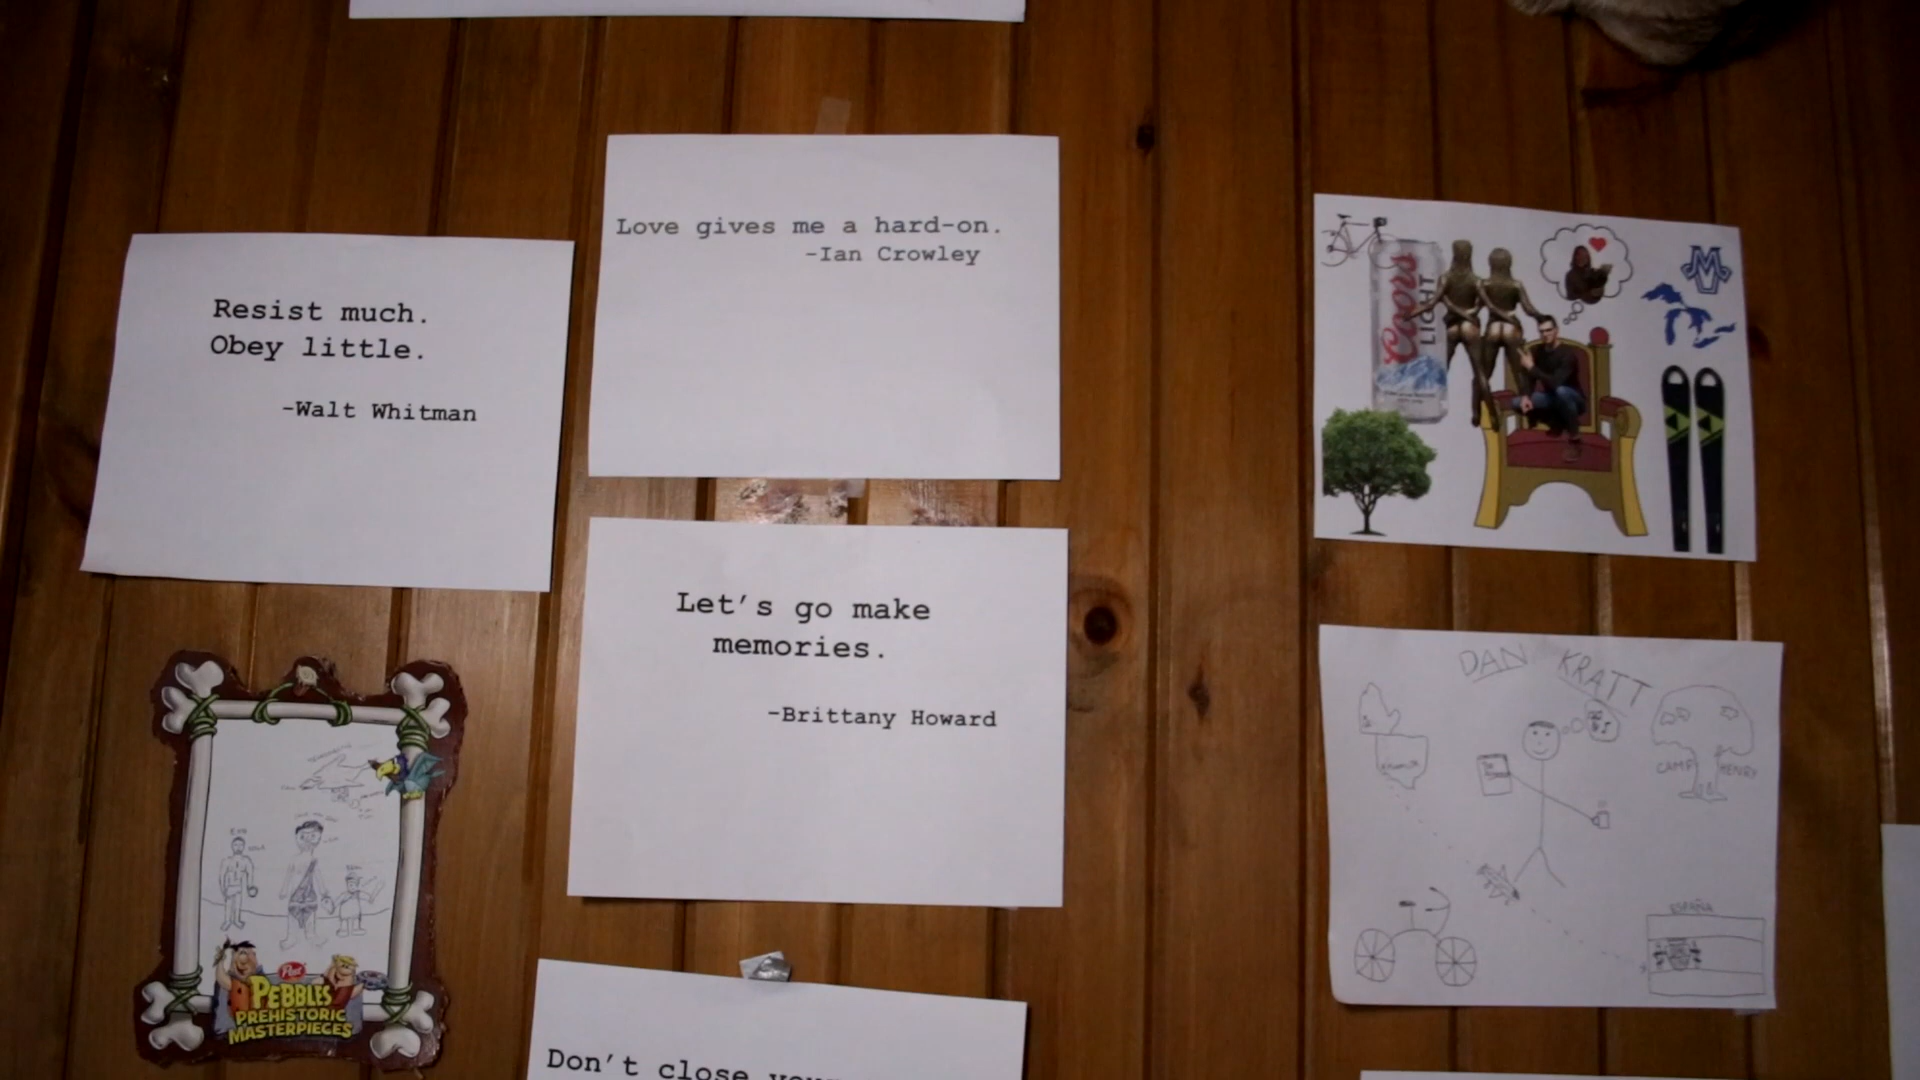 Love gives me a hard-on.
-Ian Crowley
Resist much.
Obey little.
-Walt Whitman
Coors
LIGHT
M
Let's go make
memories.
-Brittany Howard
DAN KRATT
CAMP HENRY
ESPAÑA
Post
PEBBLES
PREHISTORIC
MASTERPIECES
Don't close